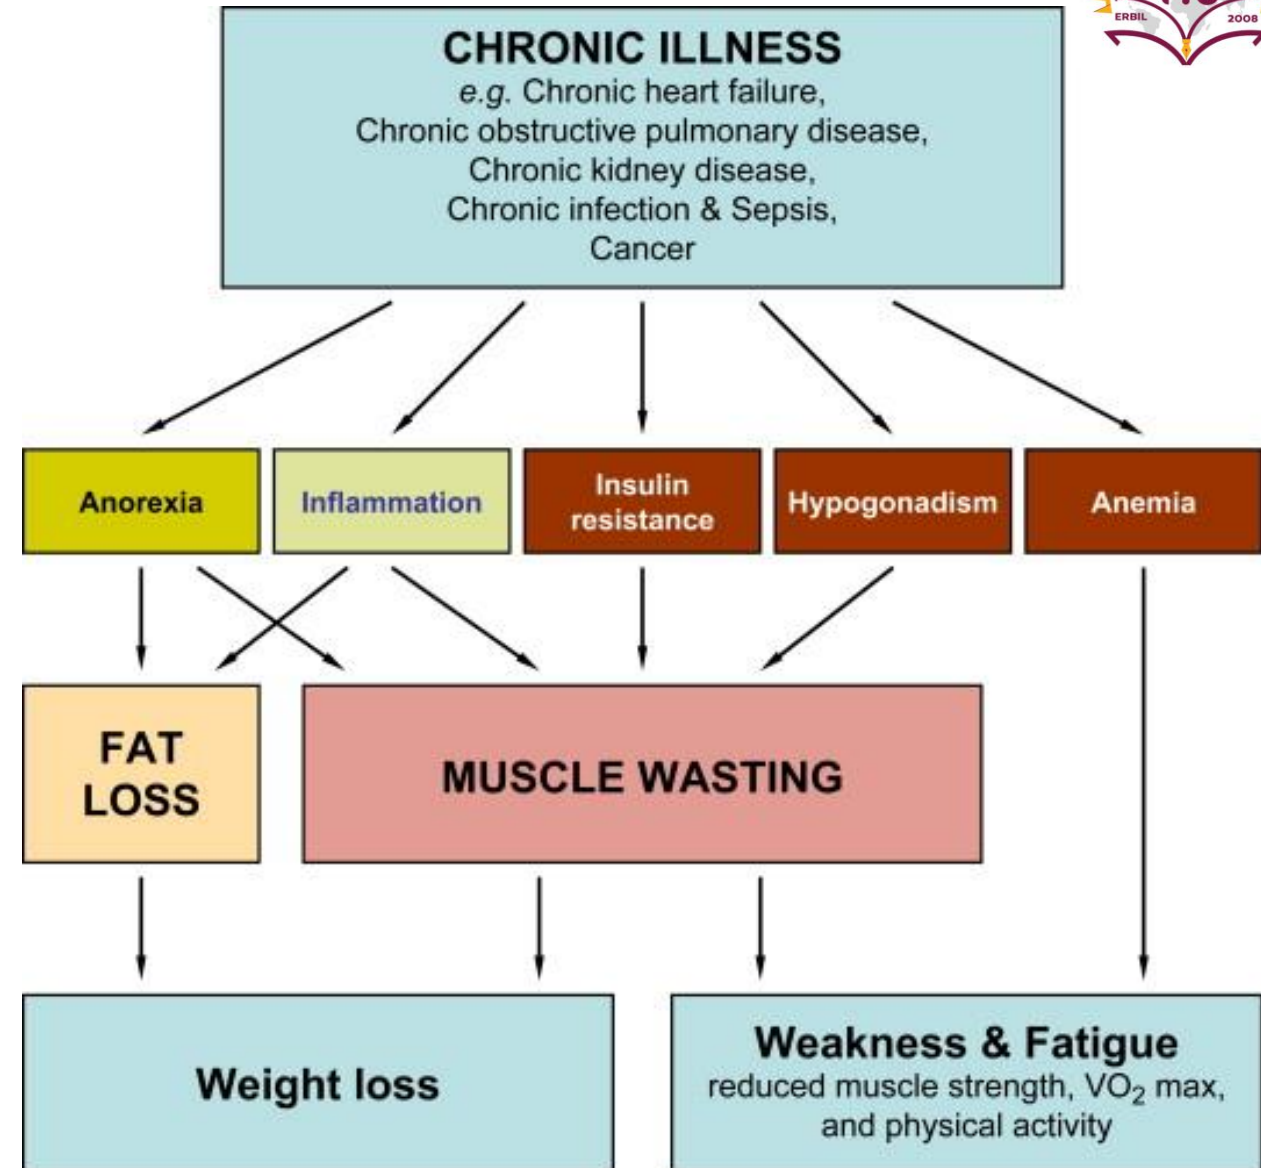 ERBIL
2008
CHRONIC ILLNESS
e.g. Chronic heart failure,
Chronic obstructive pulmonary disease,
Chronic kidney disease,
Chronic infection & Sepsis,
Cancer
Anorexia
Inflammation
Insulin
resistance
Hypogonadism
Anemia
FAT
LOSS
MUSCLE WASTING
Weight loss
Weakness & Fatigue
reduced muscle strength, VO₂ max,
and physical activity